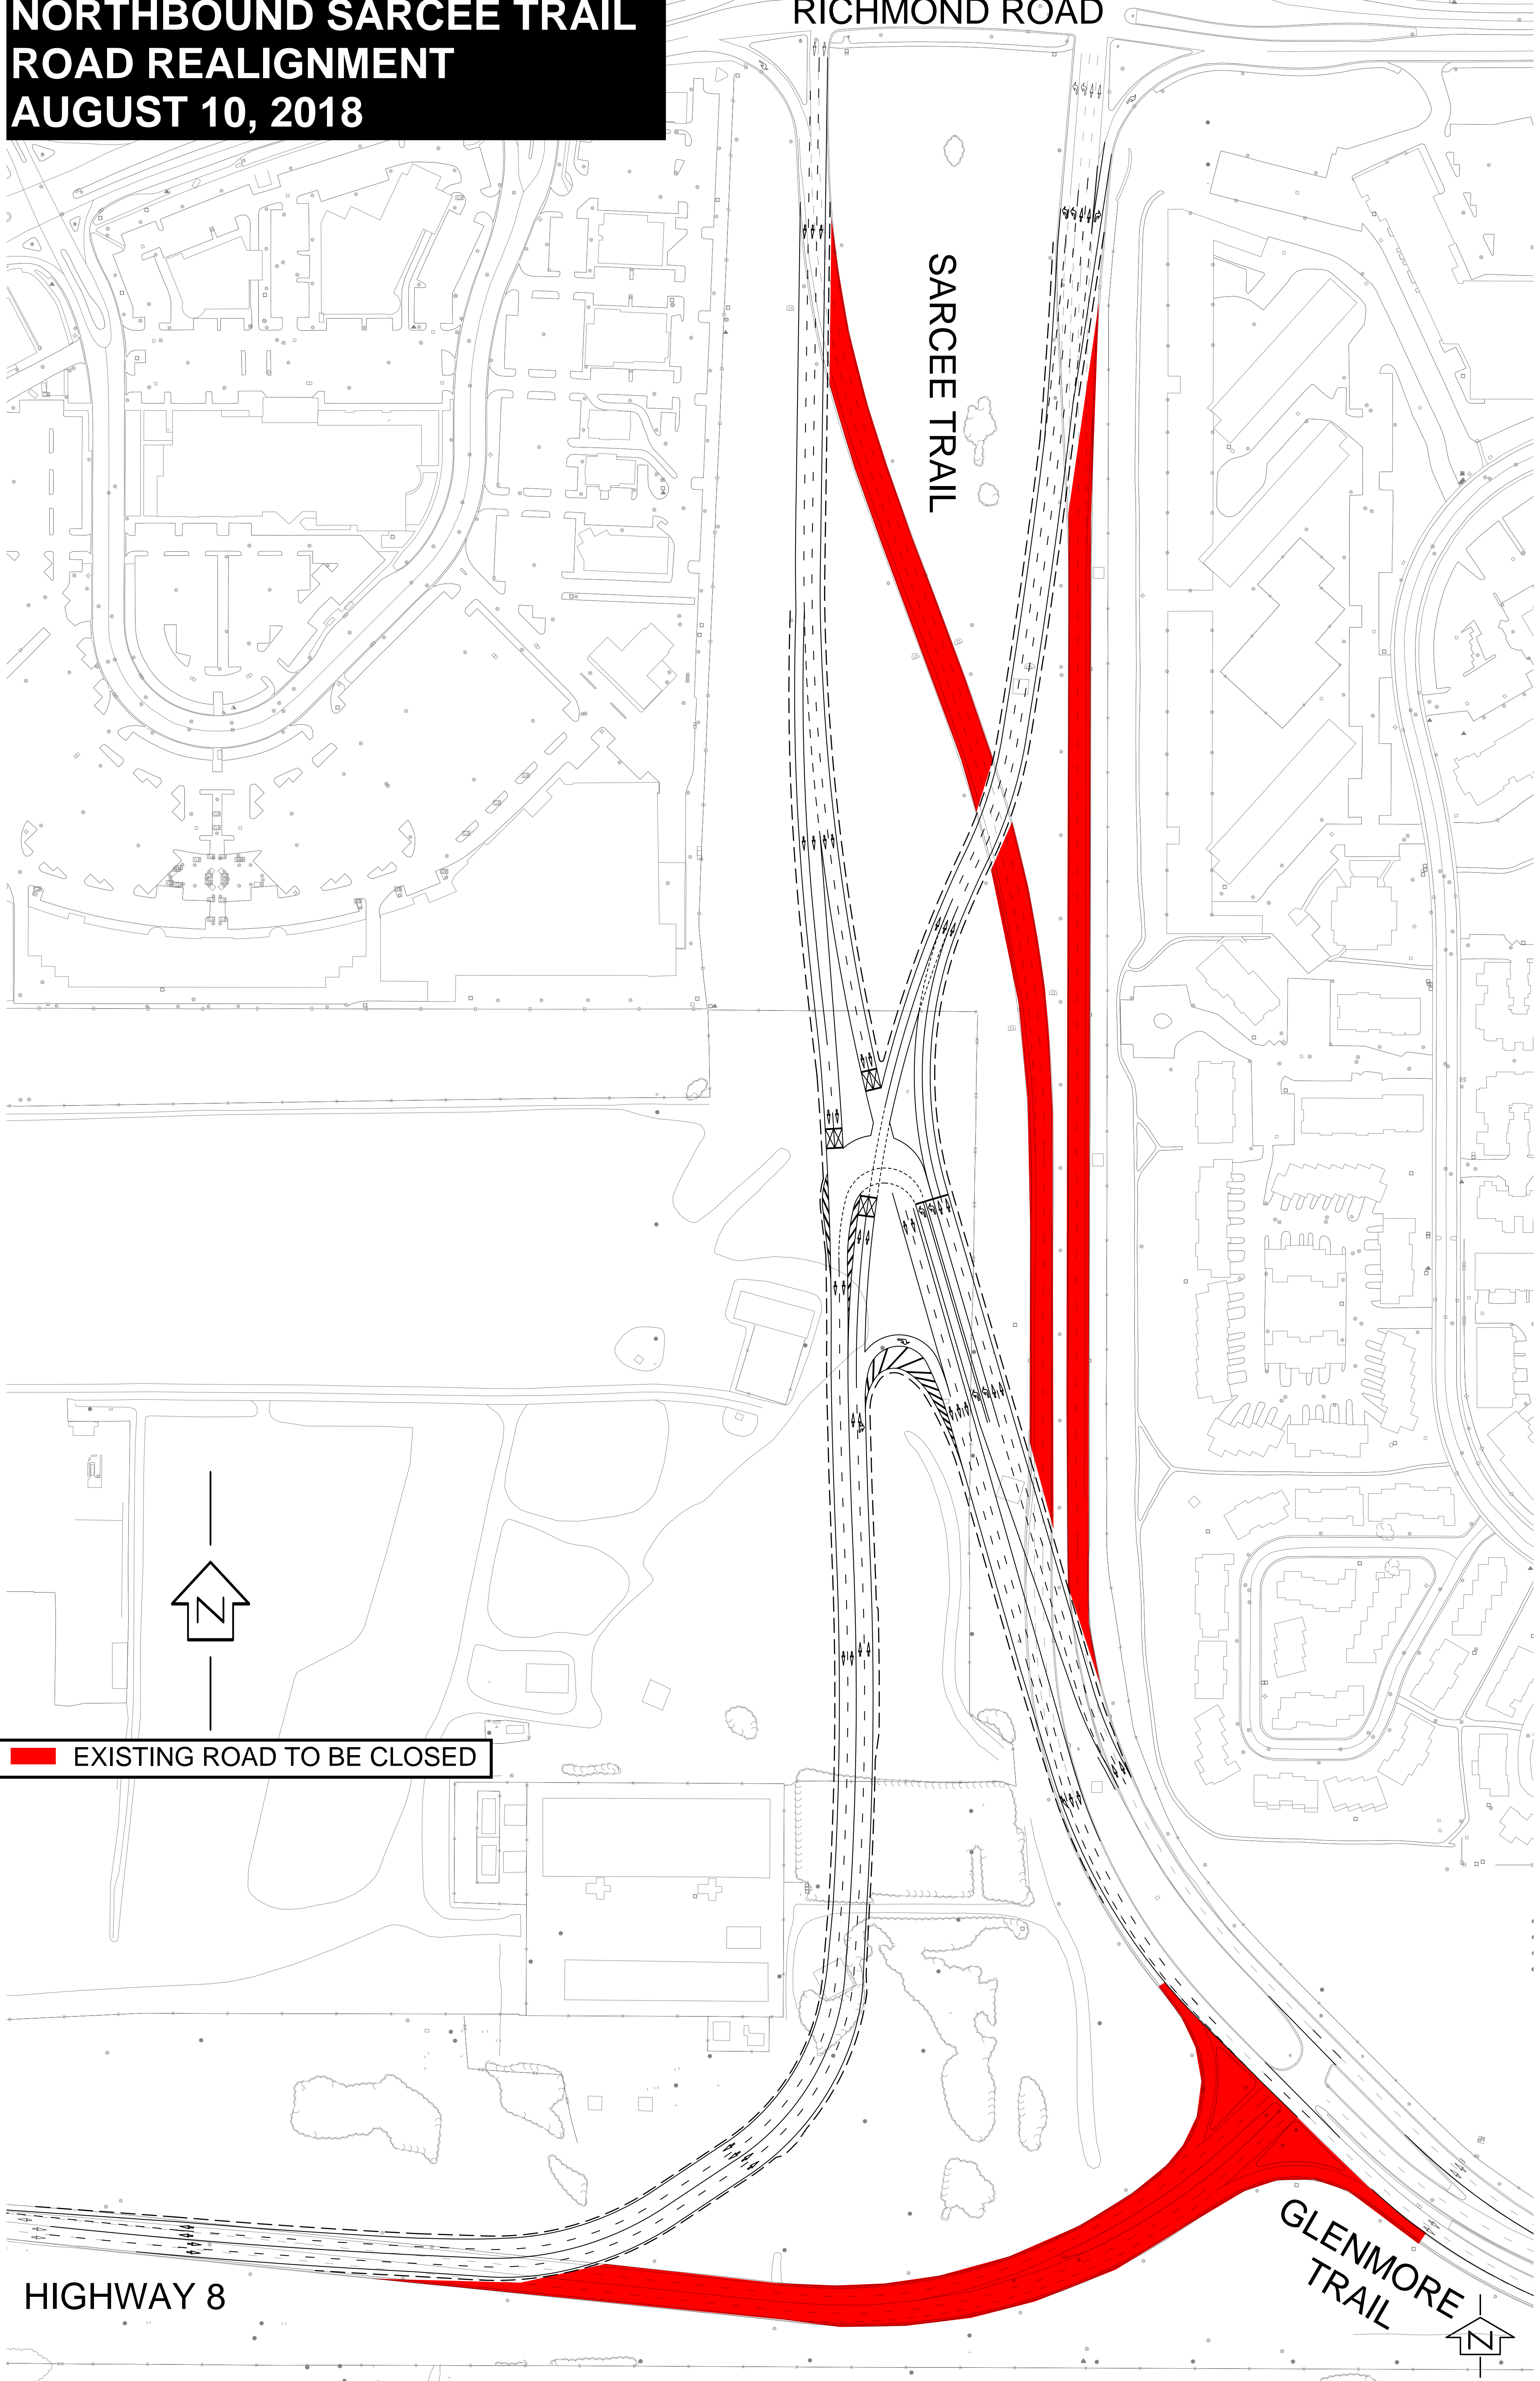 NORTHBOUND SARCEE TRAIL
ROAD REALIGNMENT
AUGUST 10, 2018
RICHMOND ROAD
SARCEE TRAIL
N
EXISTING ROAD TO BE CLOSED
HIGHWAY 8
GLENMORE
TRAIL
N